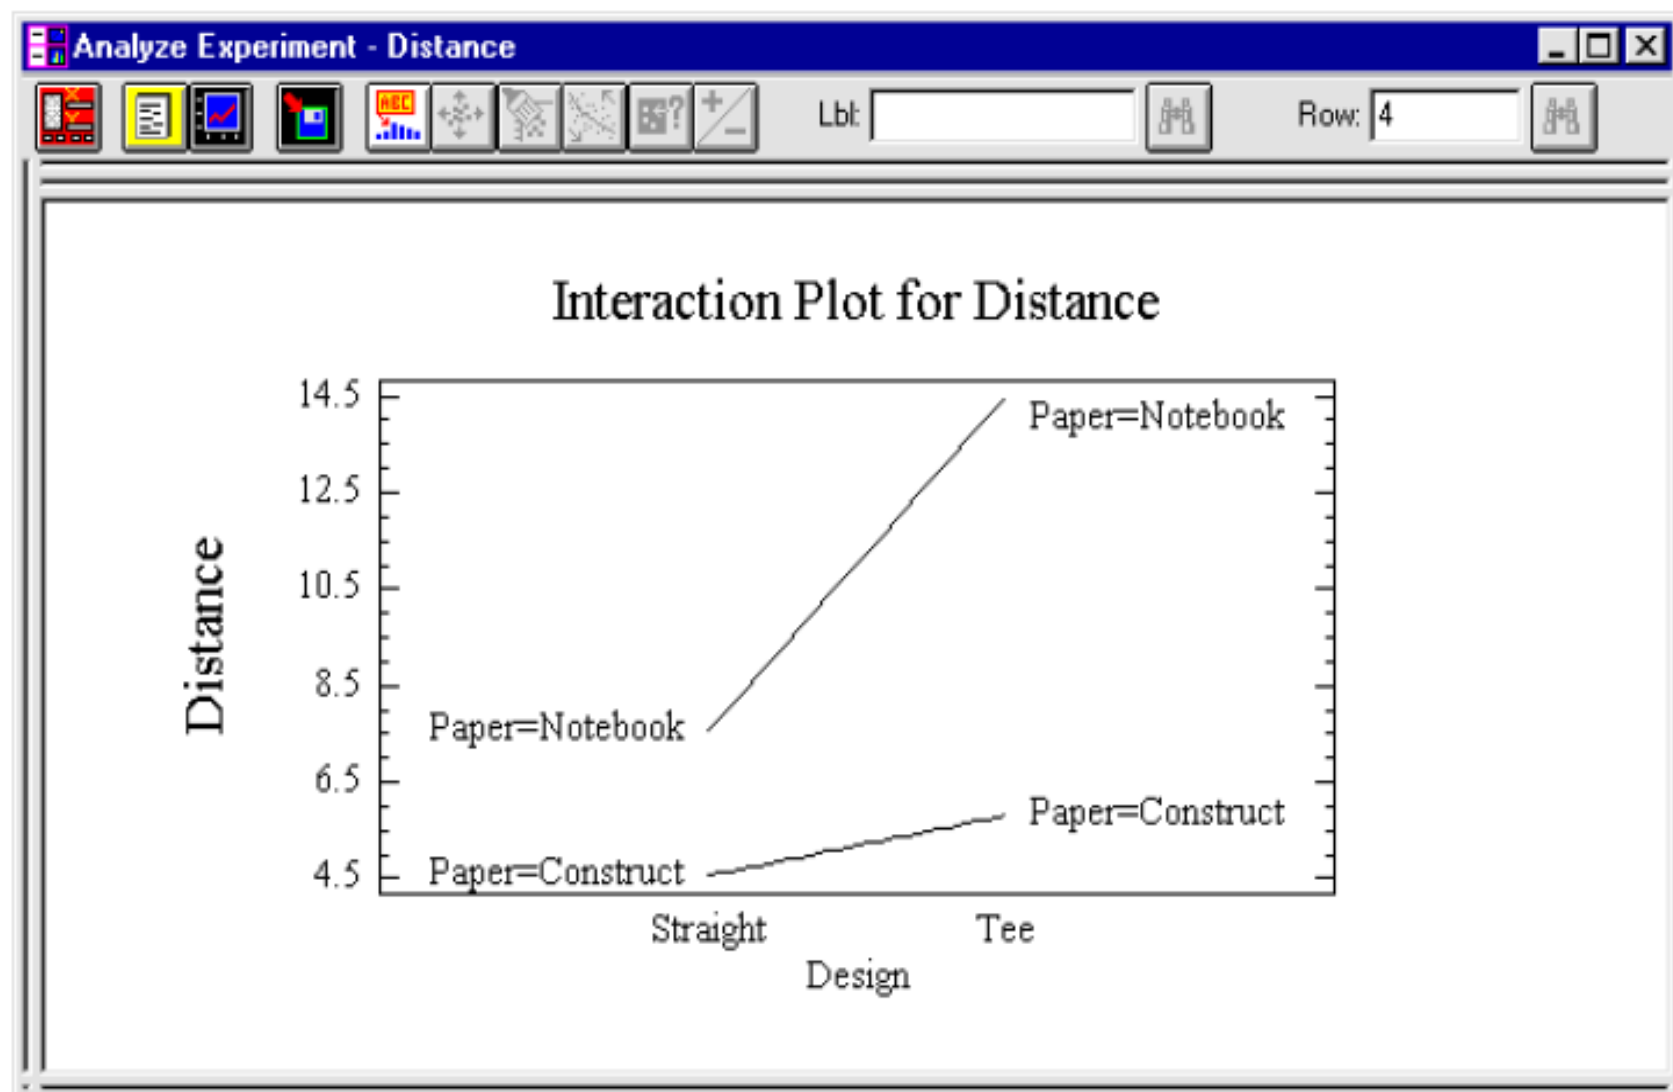 Analyze Experiment - Distance
ABC
Lbl:
Row: 4
Interaction Plot for Distance
14.5
Paper=Notebook
12.5
10.5
Distance
8.5
Paper=Notebook
6.5
Paper=Construct
4.5
Paper=Construct
Straight
Tee
Design